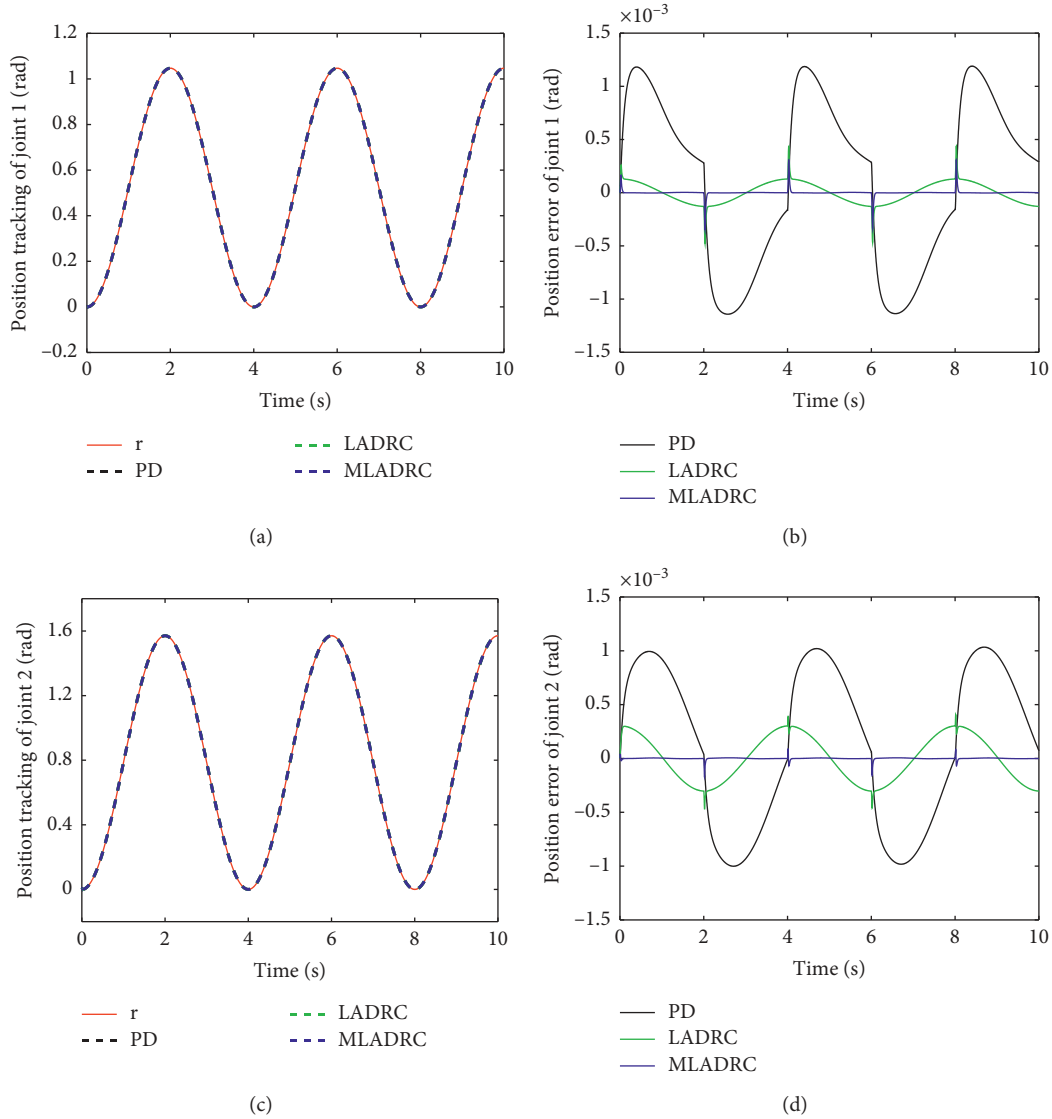 1.2
1
0.8
0.6
0.4
0.2
0
–0.2
0 2 4 6 8 10
Position tracking of joint 1 (rad)
Time (s)
r
PD
LADRC
MLADRC
(a)
×10–3
1.5
1
0.5
0
–0.5
–1
–1.5
0 2 4 6 8 10
Position error of joint 1 (rad)
Time (s)
PD
LADRC
MLADRC
(b)
1.6
1.2
0.8
0.4
0
0 2 4 6 8 10
Position tracking of joint 2 (rad)
Time (s)
r
PD
LADRC
MLADRC
(c)
×10–3
1.5
1
0.5
0
–0.5
–1
–1.5
0 2 4 6 8 10
Position error of joint 2 (rad)
Time (s)
PD
LADRC
MLADRC
(d)